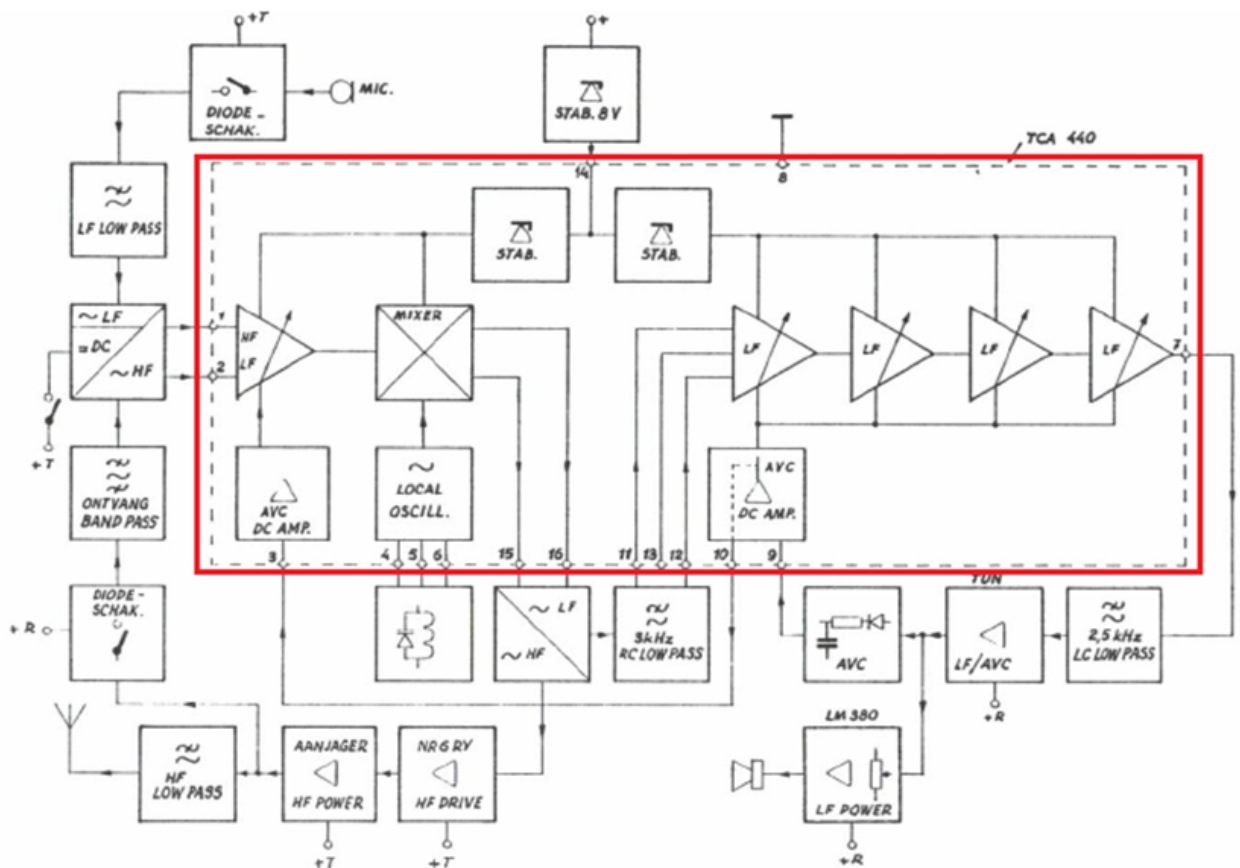 +T
+
DIODE-
SCHAK.
MIC.
STAB. 8V
TCA 440
14
8
LF LOW PASS
STAB.
STAB.
~ LF
= DC
~ HF
+T
1
2
HF
LF
MIXER
LF
LF
LF
LF
7
ONTVANG
BAND PASS
AVC
DC AMP.
LOCAL
OSCILL.
AVC
DC AMP.
3
4
5
6
15
16
11
13
12
10
9
DIODE-
SCHAK.
+R
~ LF
~ HF
3kHz
RC LOW PASS
AVC
TUN
LF/AVC
+R
2,5 kHz
LC LOW PASS
HF
LOW PASS
AANJAGER
HF POWER
+T
HF DRIVE
+T
LM 380
LF POWER
+R